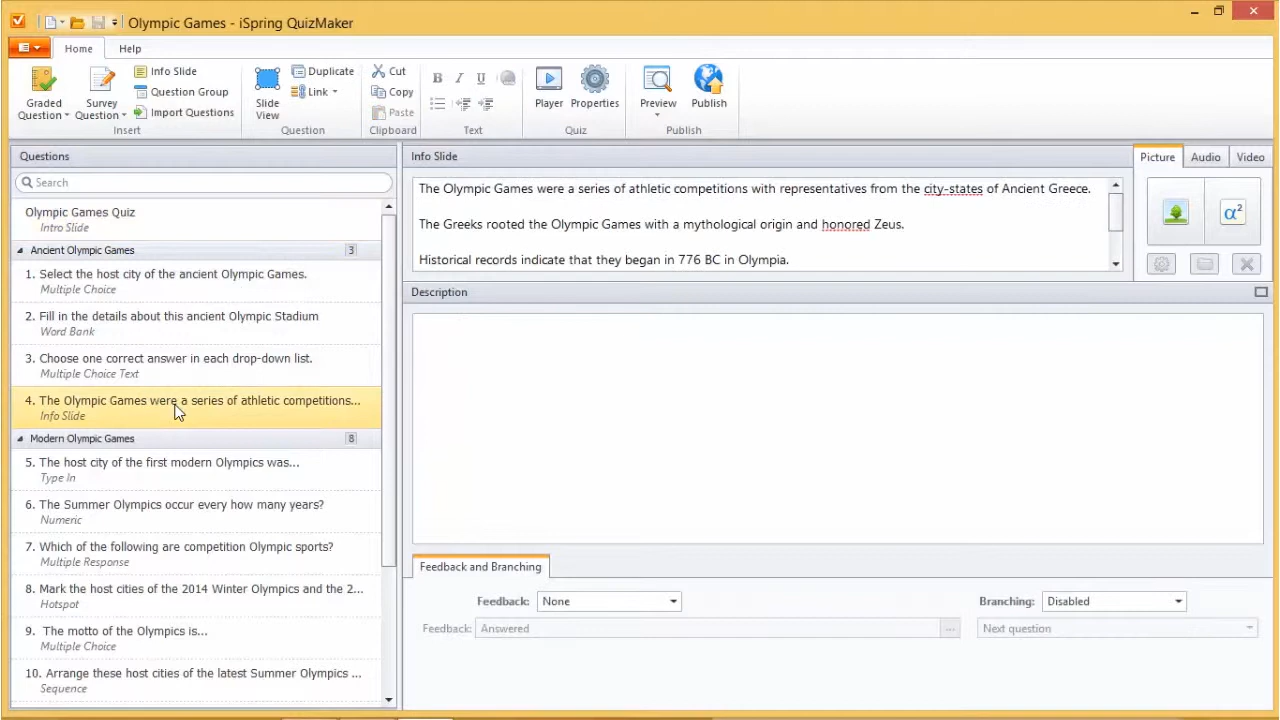 Olympic Games - iSpring QuizMaker
Home Help
Graded Question
Survey Question
Info Slide
Question Group
Import Questions
Insert
Slide View
Duplicate
Link
Question
Cut
Copy
Paste
Clipboard
B I U
Text
Player
Properties
Quiz
Preview
Publish
Publish
Questions
Search
Olympic Games Quiz
Intro Slide
Ancient Olympic Games 3
1. Select the host city of the ancient Olympic Games.
Multiple Choice
2. Fill in the details about this ancient Olympic Stadium
Word Bank
3. Choose one correct answer in each drop-down list.
Multiple Choice Text
4. The Olympic Games were a series of athletic competitions...
Info Slide
Modern Olympic Games 8
5. The host city of the first modern Olympics was...
Type In
6. The Summer Olympics occur every how many years?
Numeric
7. Which of the following are competition Olympic sports?
Multiple Response
8. Mark the host cities of the 2014 Winter Olympics and the 2...
Hotspot
9. The motto of the Olympics is...
Multiple Choice
10. Arrange these host cities of the latest Summer Olympics ...
Sequence
Info Slide
The Olympic Games were a series of athletic competitions with representatives from the city-states of Ancient Greece.
The Greeks rooted the Olympic Games with a mythological origin and honored Zeus.
Historical records indicate that they began in 776 BC in Olympia.
Picture Audio Video
α²
Description
Feedback and Branching
Feedback: None
Branching: Disabled
Feedback: Answered ...
Next question